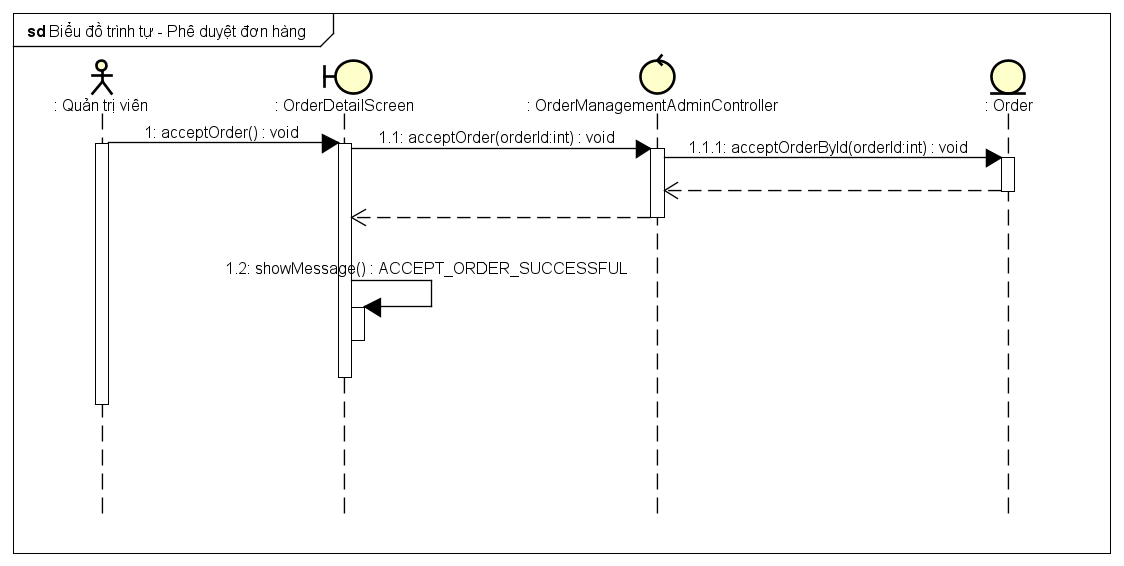 sd Biểu đồ trình tự - Phê duyệt đơn hàng
: Quản trị viên
: OrderDetailScreen
: OrderManagementAdminController
: Order
1: acceptOrder() : void
1.1: acceptOrder(orderId:int) : void
1.1.1: acceptOrderById(orderId:int) : void
1.2: showMessage() : ACCEPT_ORDER_SUCCESSFUL